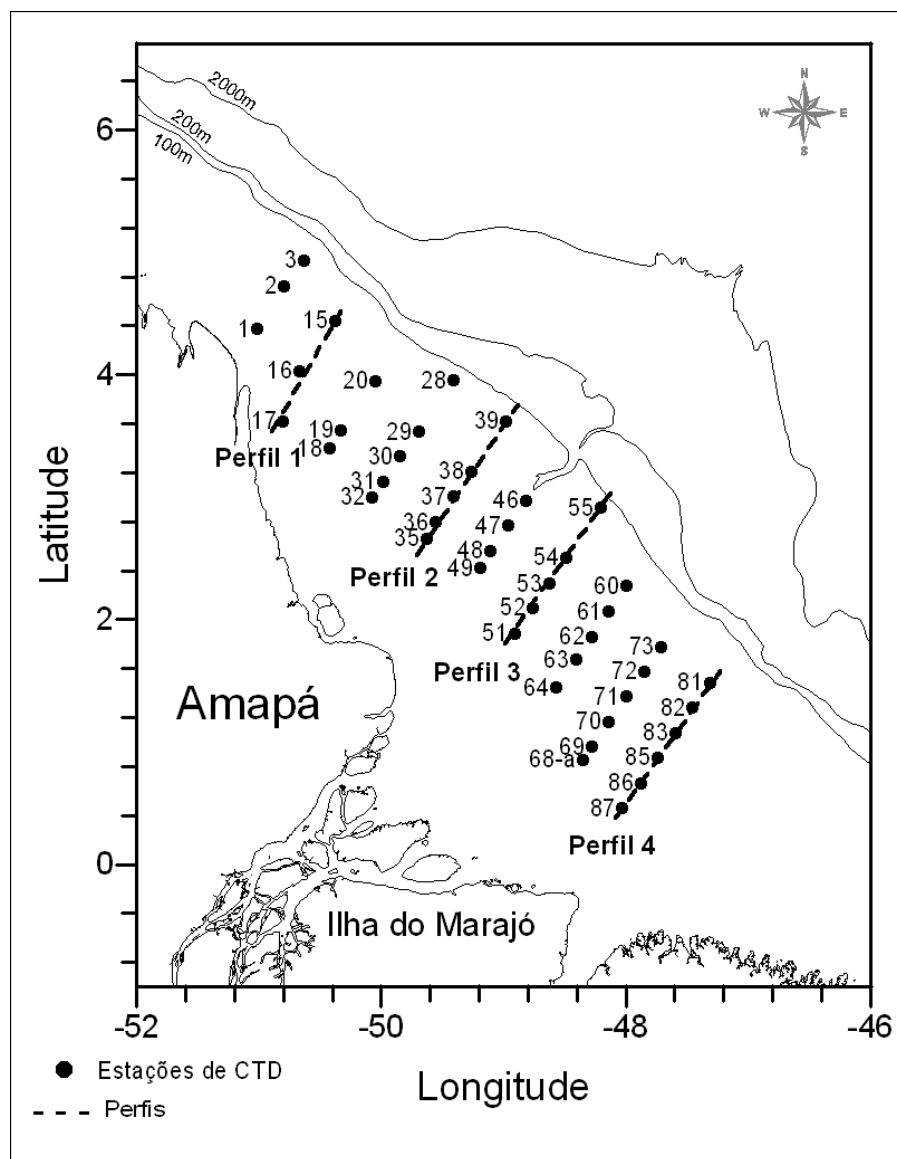 2000m
200m
100m
N
W E
S
6
3
2
1
15
16
4
20
28
17
19
18
Perfil 1
29
39
30
31
32
38
37
36
35
Perfil 2
46
47
48
49
55
54
53
52
51
Perfil 3
2
60
61
62
63
64
73
72
71
70
69
68-a
81
82
83
85
86
87
Perfil 4
0
Amapá
Ilha do Marajó
Latitude
-52 -50 -48 -46
Longitude
Estações de CTD
Perfis